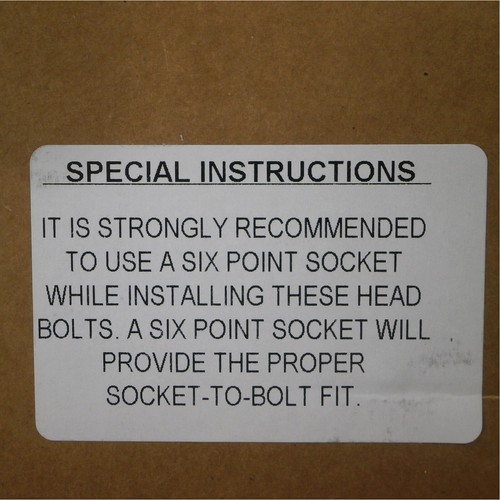 SPECIAL INSTRUCTIONS
IT IS STRONGLY RECOMMENDED
TO USE A SIX POINT SOCKET
WHILE INSTALLING THESE HEAD
BOLTS. A SIX POINT SOCKET WILL
PROVIDE THE PROPER
SOCKET-TO-BOLT FIT.